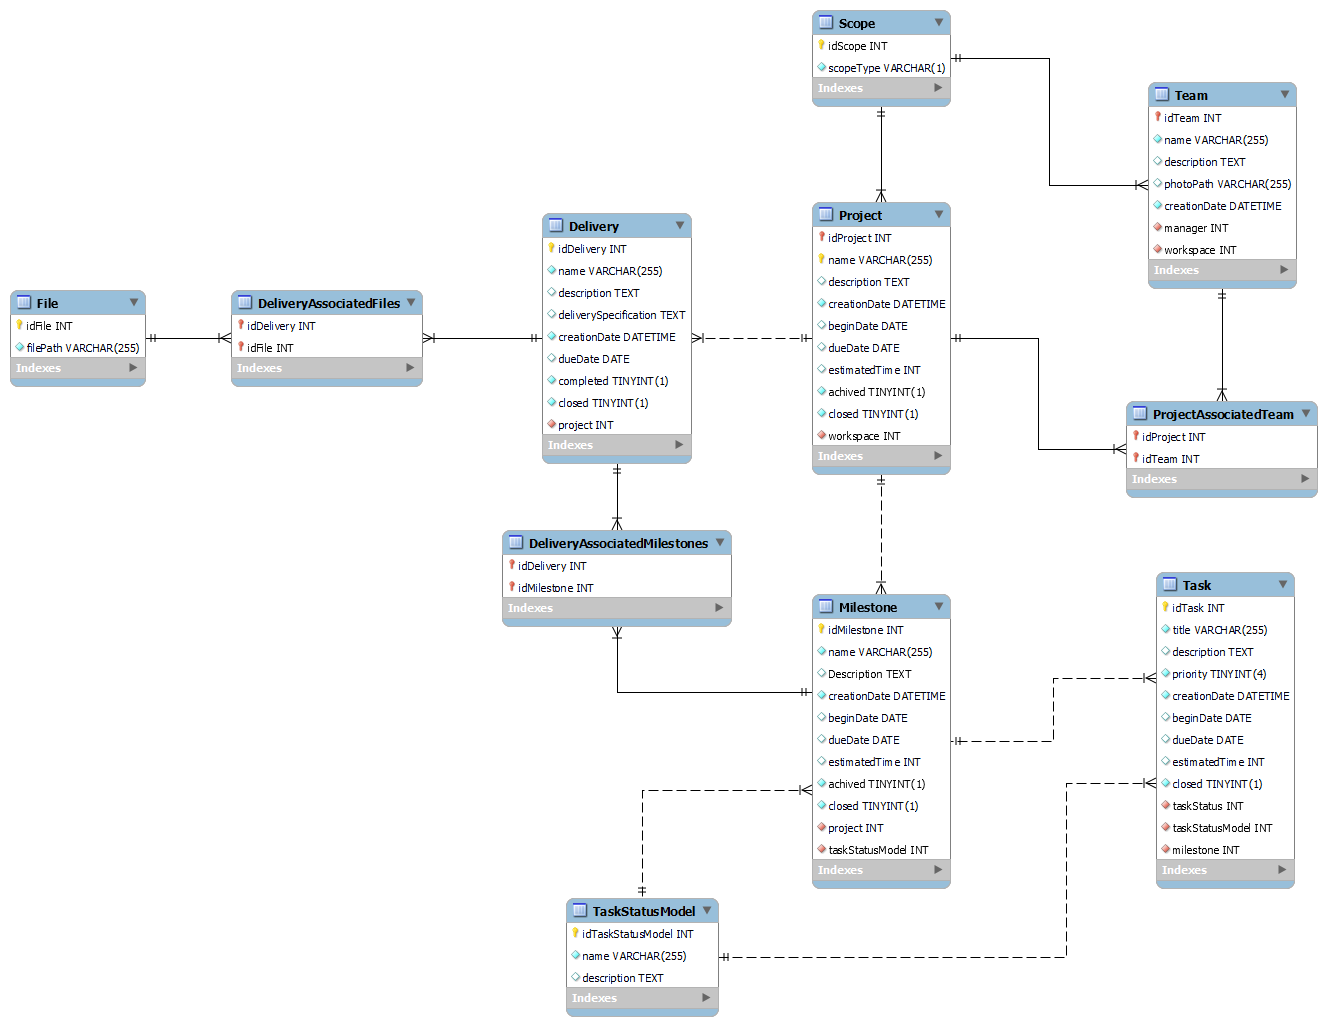 Scope
idScope INT
scopeType VARCHAR(1)
Indexes
Team
idTeam INT
name VARCHAR(255)
description TEXT
photoPath VARCHAR(255)
creationDate DATETIME
manager INT
workspace INT
Indexes
Project
idProject INT
name VARCHAR(255)
description TEXT
creationDate DATETIME
beginDate DATE
dueDate DATE
estimatedTime INT
achived TINYINT(1)
closed TINYINT(1)
workspace INT
Indexes
Delivery
idDelivery INT
name VARCHAR(255)
description TEXT
deliverySpecification TEXT
creationDate DATETIME
dueDate DATE
completed TINYINT(1)
closed TINYINT(1)
project INT
Indexes
File
idFile INT
filePath VARCHAR(255)
Indexes
DeliveryAssociatedFiles
idDelivery INT
idFile INT
Indexes
ProjectAssociatedTeam
idProject INT
idTeam INT
Indexes
DeliveryAssociatedMilestones
idDelivery INT
idMilestone INT
Indexes
Milestone
idMilestone INT
name VARCHAR(255)
Description TEXT
creationDate DATETIME
beginDate DATE
dueDate DATE
estimatedTime INT
achived TINYINT(1)
closed TINYINT(1)
project INT
taskStatusModel INT
Indexes
Task
idTask INT
title VARCHAR(255)
description TEXT
priority TINYINT(4)
creationDate DATETIME
beginDate DATE
dueDate DATE
estimatedTime INT
closed TINYINT(1)
taskStatus INT
taskStatusModel INT
milestone INT
Indexes
TaskStatusModel
idTaskStatusModel INT
name VARCHAR(255)
description TEXT
Indexes